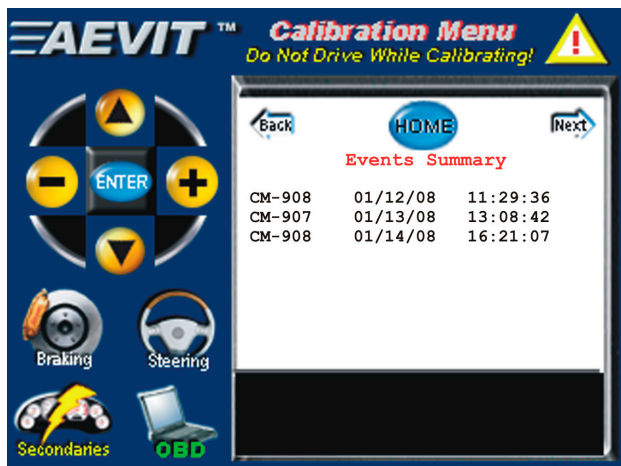 AEVIT ™
Calibration Menu
Do Not Drive While Calibrating!
!
Back
HOME
Next
Events Summary
CM-908 01/12/08 11:29:36
CM-907 01/13/08 13:08:42
CM-908 01/14/08 16:21:07
ENTER
Braking
Steering
Secondaries
OBD